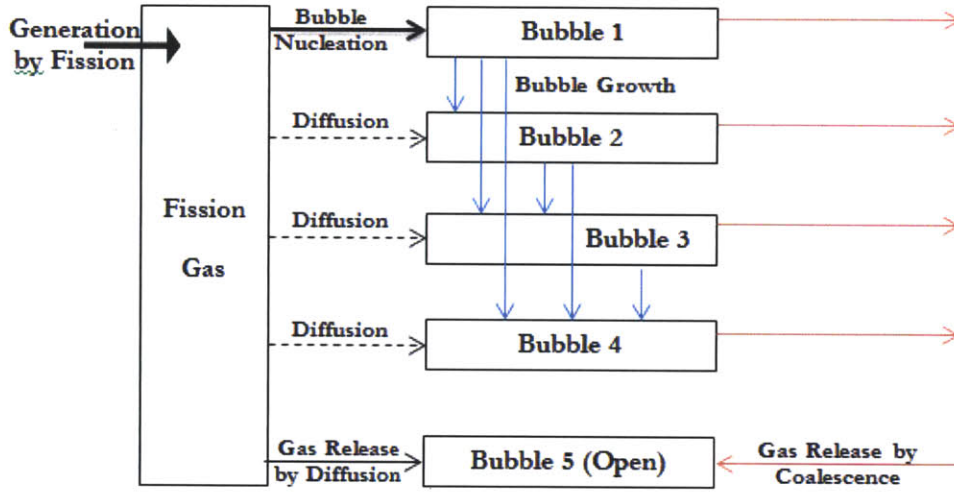 Generation
by Fission
Fission
Gas
Bubble
Nucleation
Bubble 1
Bubble Growth
Diffusion
Bubble 2
Diffusion
Bubble 3
Diffusion
Bubble 4
Gas Release
by Diffusion
Bubble 5 (Open)
Gas Release by
Coalescence